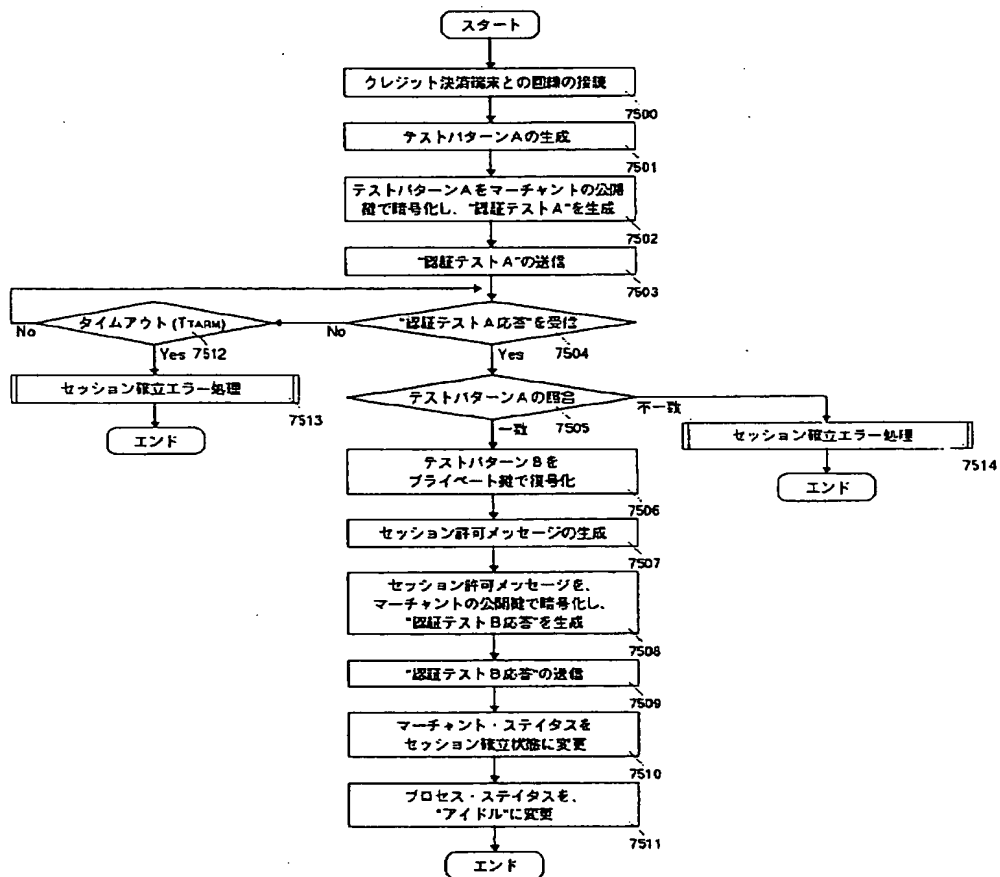 スタート
クレジット決済端末との回線の接続
7500
テストパターンAの生成
7501
テストパターンAをマーチャントの公開
鍵で暗号化し、"認証テストA"を生成
7502
"認証テストA"の送信
7503
"認証テストA応答"を受信
7504
No
Yes
タイムアウト(TTARM)
7512
No
Yes
セッション確立エラー処理
7513
エンド
テストパターンAの照合
7505
不一致
一致
セッション確立エラー処理
7514
エンド
テストパターンBを
プライベート鍵で復号化
7506
セッション許可メッセージの生成
7507
セッション許可メッセージを、
マーチャントの公開鍵で暗号化し、
"認証テストB応答"を生成
7508
"認証テストB応答"の送信
7509
マーチャント・ステイタスを
セッション確立状態に変更
7510
プロセス・ステイタスを、
"アイドル"に変更
7511
エンド